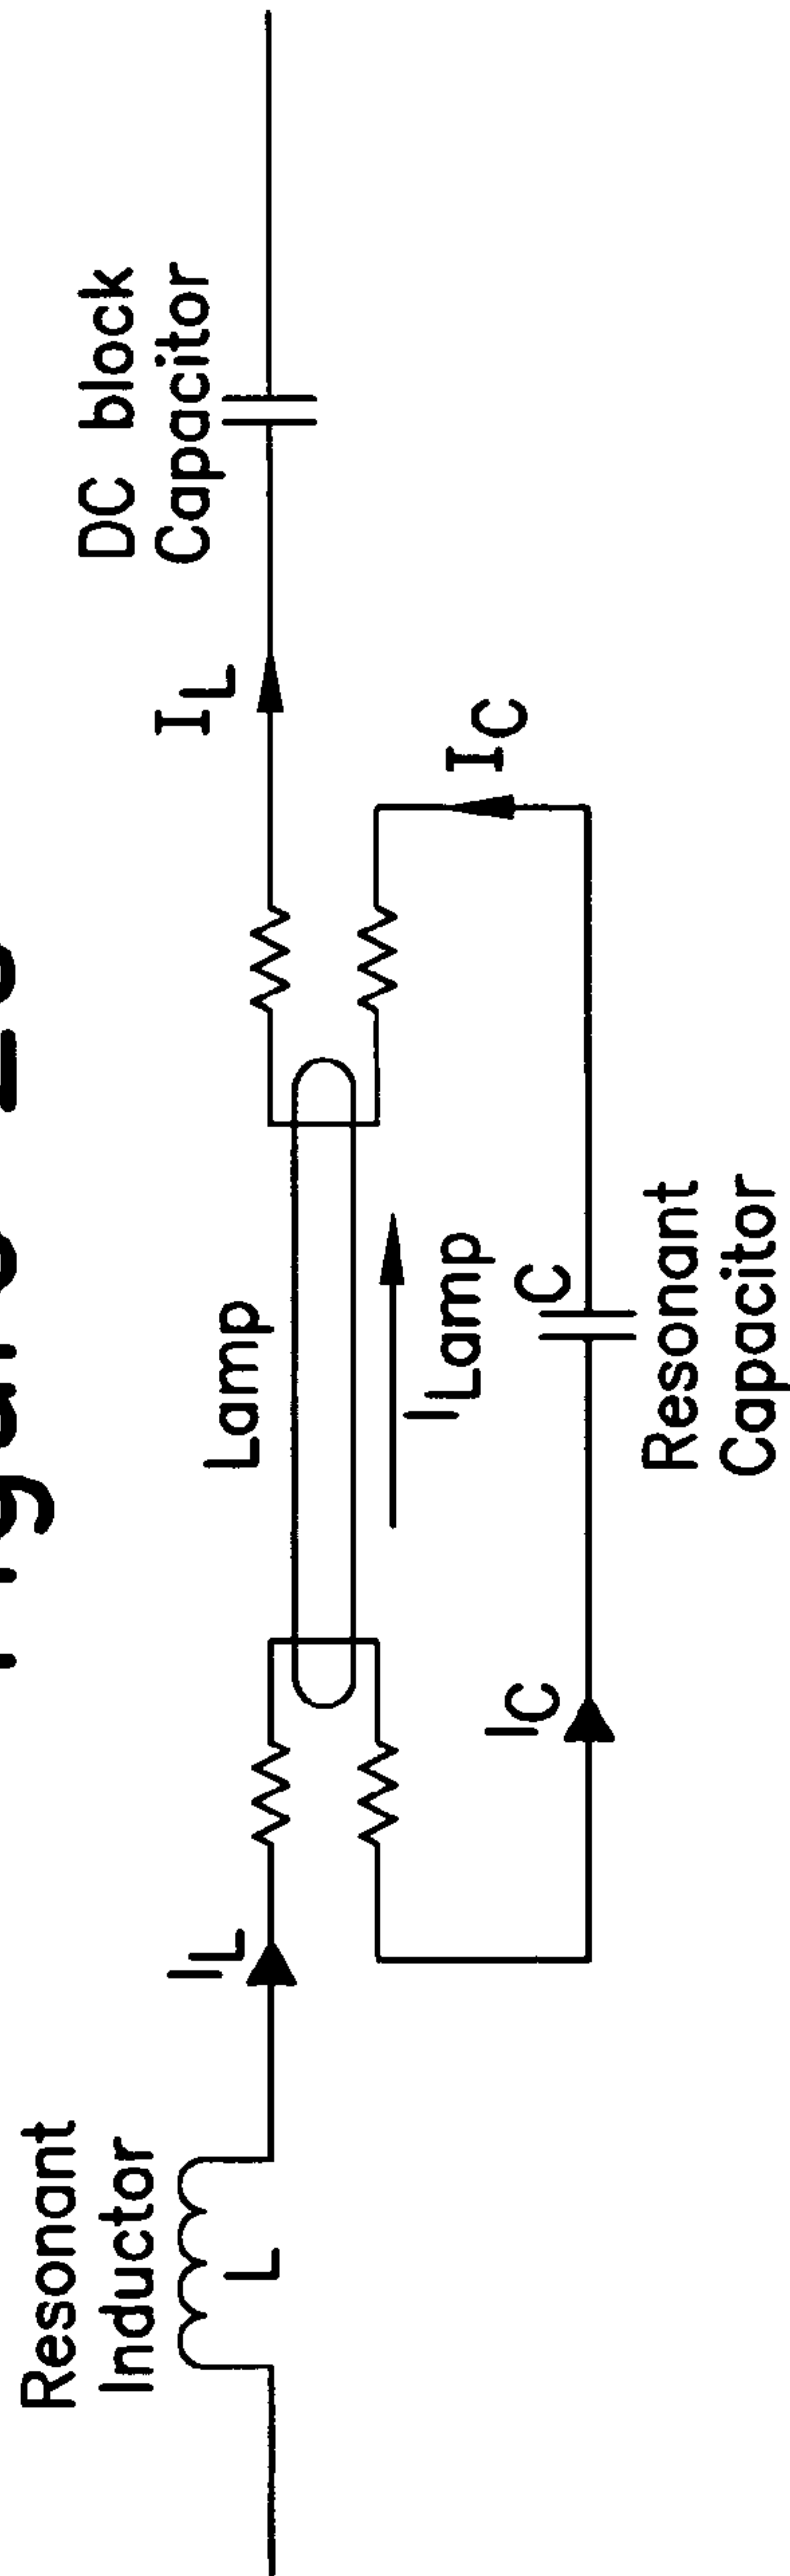 Resonant
Inductor
L
I_L
Lamp
I_Lamp
I_C
C
Resonant
Capacitor
I_L
I_C
DC block
Capacitor